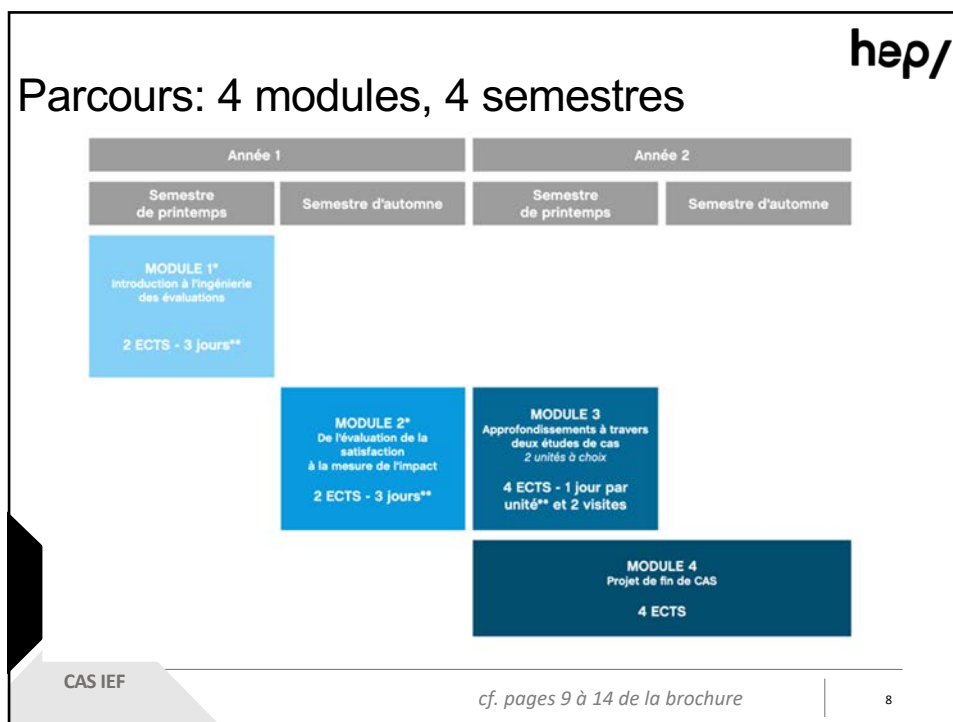 hep/
Parcours: 4 modules, 4 semestres
Année 1
Année 2
Semestre
de printemps
Semestre d'automne
Semestre
de printemps
Semestre d'automne
MODULE 1*
Introduction à l'ingénierie
des évaluations
2 ECTS - 3 jours**
MODULE 2*
De l'évaluation de la
satisfaction
à la mesure de l'impact
2 ECTS - 3 jours**
MODULE 3
Approfondissements à travers
deux études de cas
2 unités à choix
4 ECTS - 1 jour par
unité** et 2 visites
MODULE 4
Projet de fin de CAS
4 ECTS
CAS IEF
cf. pages 9 à 14 de la brochure
8